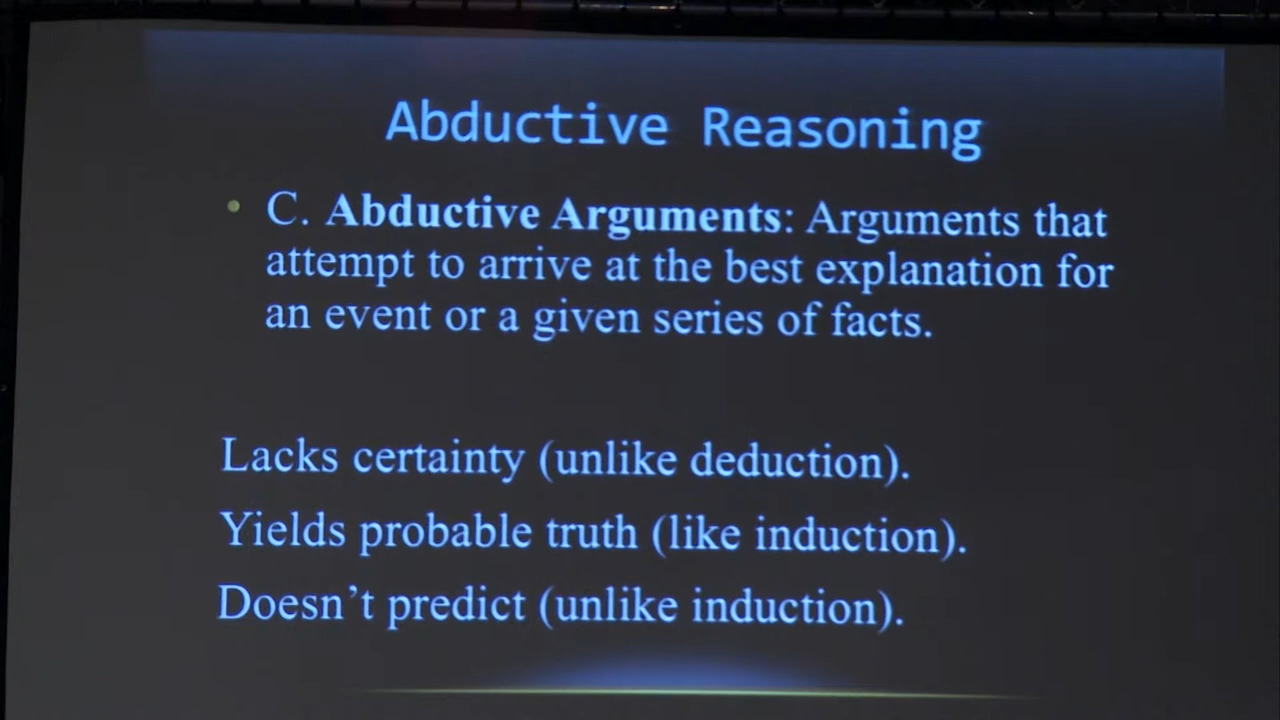 Abductive Reasoning
• C. Abductive Arguments: Arguments that
attempt to arrive at the best explanation for
an event or a given series of facts.
Lacks certainty (unlike deduction).
Yields probable truth (like induction).
Doesn’t predict (unlike induction).